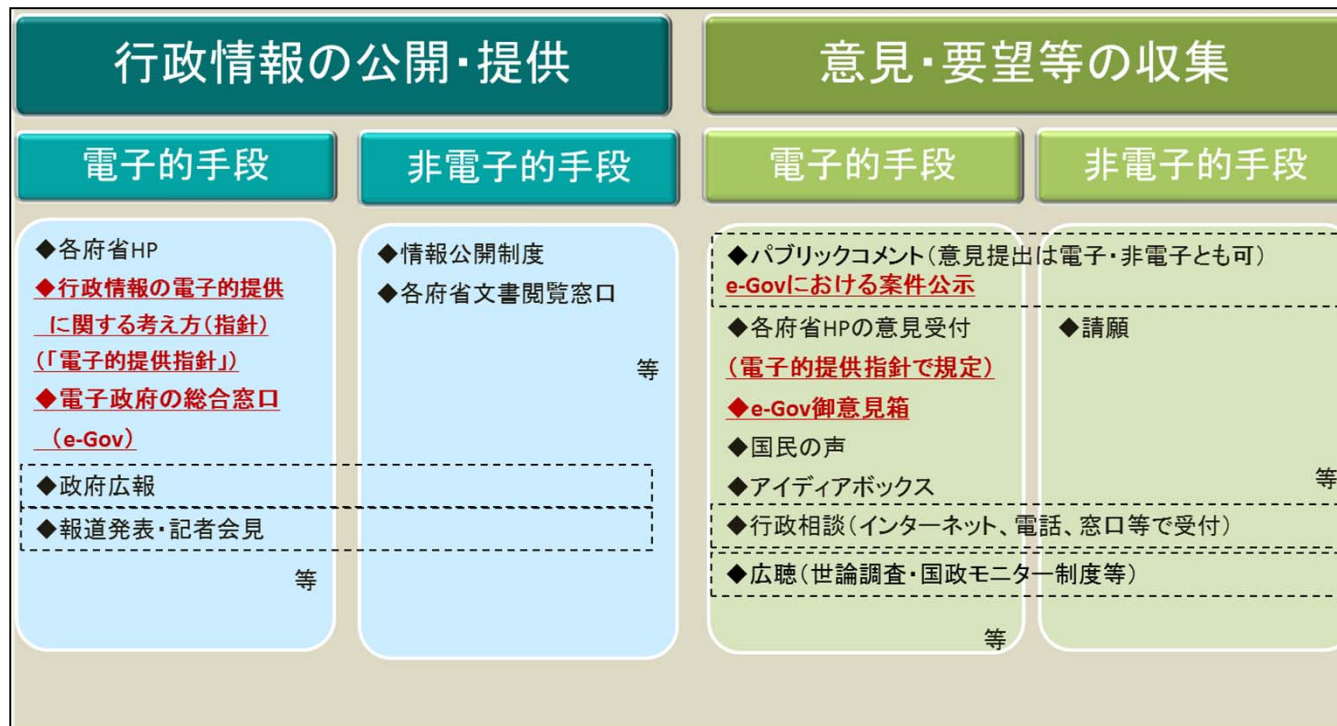 行政情報の公開・提供
電子的手段
非電子的手段
◆各府省HP
◆行政情報の電子的提供
に関する考え方(指針)
(「電子的提供指針」)
◆電子政府の総合窓口
(e-Gov)
◆政府広報
◆報道発表・記者会見
等
◆情報公開制度
◆各府省文書閲覧窓口
等
意見・要望等の収集
電子的手段
非電子的手段
◆パブリックコメント(意見提出は電子・非電子とも可)
e-Govにおける案件公示
◆各府省HPの意見受付
(電子的提供指針で規定)
◆e-Gov御意見箱
◆国民の声
◆アイディアボックス
◆行政相談(インターネット、電話、窓口等で受付)
◆広聴(世論調査・国政モニター制度等)
等
◆請願
等